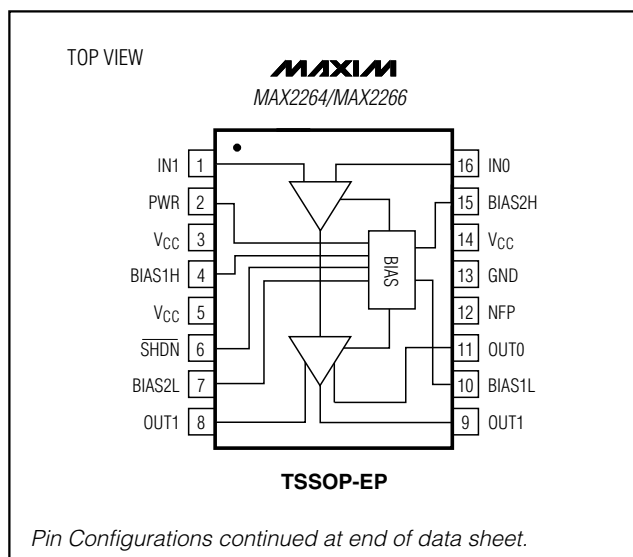 TOP VIEW
MAXIM
MAX2264/MAX2266
IN1 1
PWR 2
VCC 3
BIAS1H 4
VCC 5
SHDN 6
BIAS2L 7
OUT1 8
BIAS
16 IN0
15 BIAS2H
14 VCC
13 GND
12 NFP
11 OUT0
10 BIAS1L
9 OUT1
TSSOP-EP
Pin Configurations continued at end of data sheet.